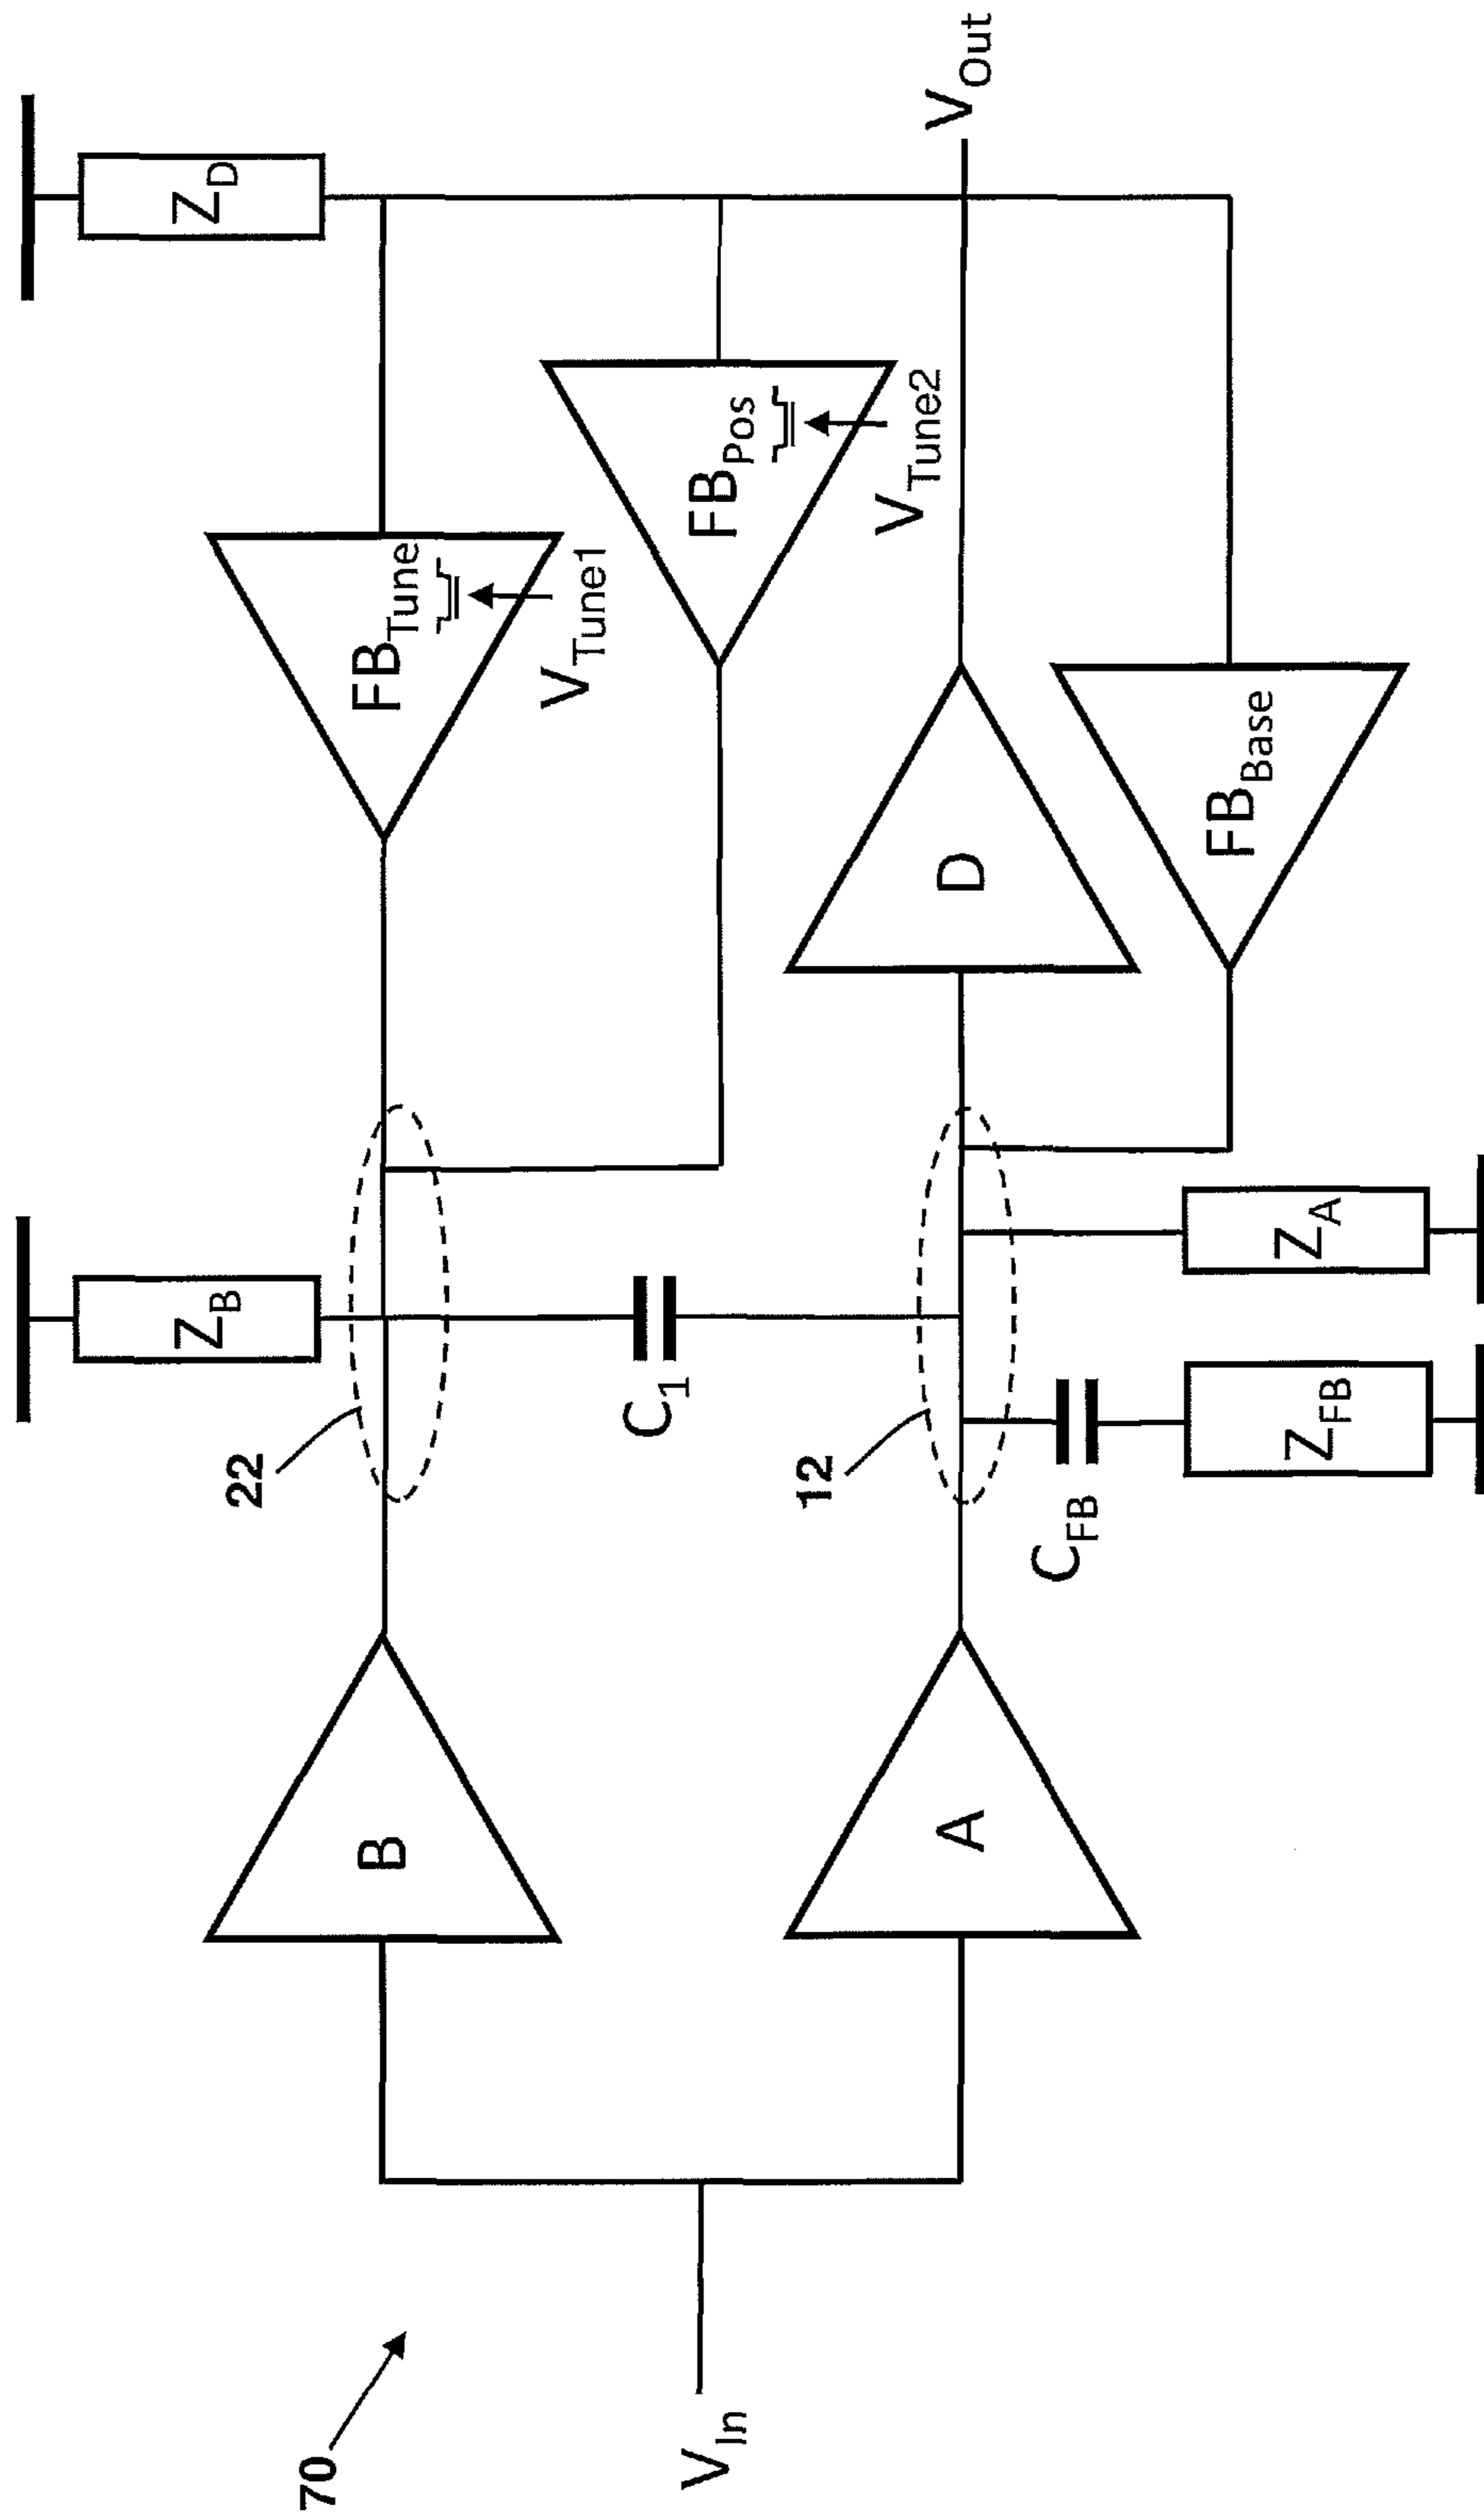 70
V_In
B
A
22
12
Z_B
C_1
C_FB
Z_FB
Z_A
FB_Tune
V_Tune1
FB_Pos
V_Tune2
D
FB_Base
Z_D
V_Out